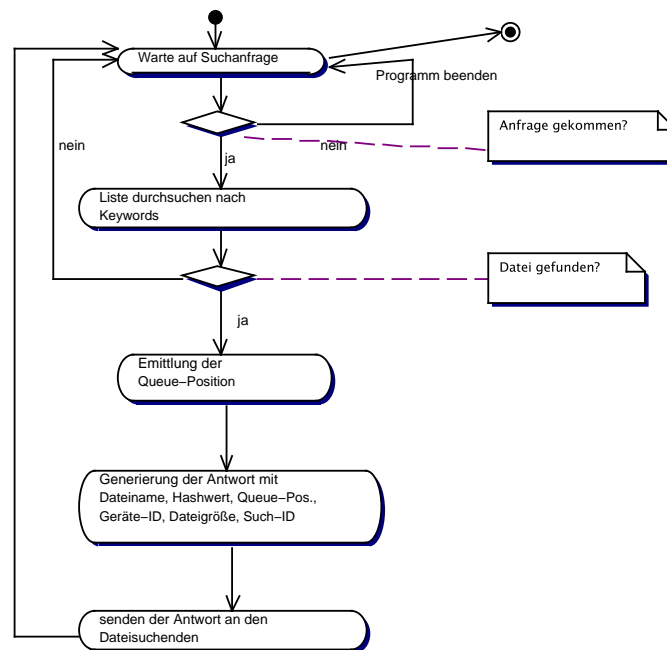 Warte auf Suchanfrage
Programm beenden
Anfrage gekommen?
nein
nein
ja
Liste durchsuchen nach
Keywords
Datei gefunden?
ja
Emittlung der
Queue–Position
Generierung der Antwort mit
Dateiname, Hashwert, Queue–Pos.,
Geräte–ID, Dateigröße, Such–ID
senden der Antwort an den
Dateisuchenden